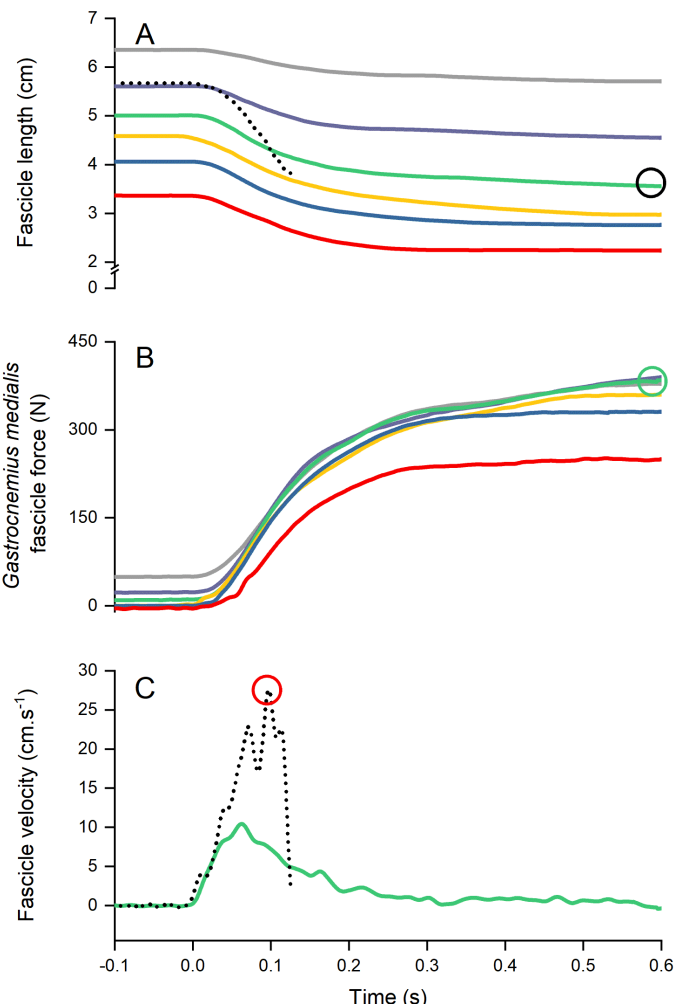 A
7
6
5
4
3
2
0
Fascicle length (cm)
B
450
300
150
0
Gastrocnemius medialis
fascicle force (N)
C
30
25
20
15
10
5
0
Fascicle velocity (cm.s-1)
-0.1 0.0 0.1 0.2 0.3 0.4 0.5 0.6
Time (s)